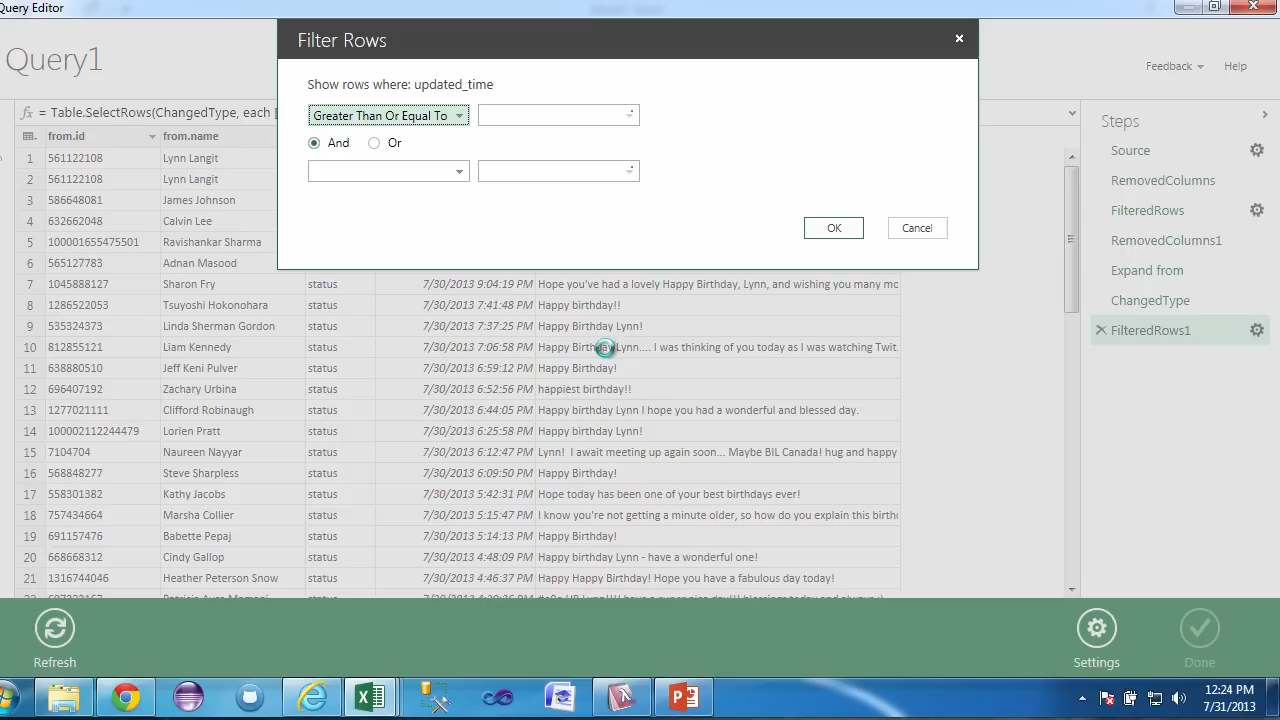 Query Editor
Query1
Feedback Help
Filter Rows
Show rows where: updated_time
Greater Than Or Equal To
And Or
OK Cancel
= Table.SelectRows(ChangedType, each [
from.id from.name
1 561122108 Lynn Langit
2 561122108 Lynn Langit
3 586648081 James Johnson
4 632662048 Calvin Lee
5 100001655475501 Ravishankar Sharma
6 565127783 Adnan Masood
7 1045888127 Sharon Fry status 7/30/2013 9:04:19 PM Hope you've had a lovely Happy Birthday, Lynn, and wishing you many mo
8 1286522053 Tsuyoshi Hokonohara status 7/30/2013 7:41:48 PM Happy birthday!!
9 535324373 Linda Sherman Gordon status 7/30/2013 7:37:25 PM Happy Birthday Lynn!
10 812855121 Liam Kennedy status 7/30/2013 7:06:58 PM Happy Birthday Lynn.... I was thinking of you today as I was watching Twit
11 638880510 Jeff Keni Pulver status 7/30/2013 6:59:12 PM Happy Birthday!
12 696407192 Zachary Urbina status 7/30/2013 6:52:56 PM happiest birthday!!
13 1277021111 Clifford Robinaugh status 7/30/2013 6:44:05 PM Happy birthday Lynn I hope you had a wonderful and blessed day.
14 100002112244479 Lorien Pratt status 7/30/2013 6:25:58 PM Happy birthday Lynn!
15 7104704 Naureen Nayyar status 7/30/2013 6:12:47 PM Lynn! I await meeting up again soon... Maybe BIL Canada! hug and happy
16 568848277 Steve Sharpless status 7/30/2013 6:09:50 PM Happy Birthday!
17 558301382 Kathy Jacobs status 7/30/2013 5:42:31 PM Hope today has been one of your best birthdays ever!
18 757434664 Marsha Collier status 7/30/2013 5:15:47 PM I know you're not getting a minute older, so how do you explain this birth
19 691157476 Babette Pepaj status 7/30/2013 5:14:13 PM Happy Birthday!
20 668668312 Cindy Gallop status 7/30/2013 4:48:09 PM Happy birthday Lynn - have a wonderful one!
21 1316744046 Heather Peterson Snow status 7/30/2013 4:46:37 PM Happy Happy Birthday! Hope you have a fabulous day today!
Steps
Source
RemovedColumns
FilteredRows
RemovedColumns1
Expand from
ChangedType
FilteredRows1
Refresh Settings Done
12:24 PM
7/31/2013